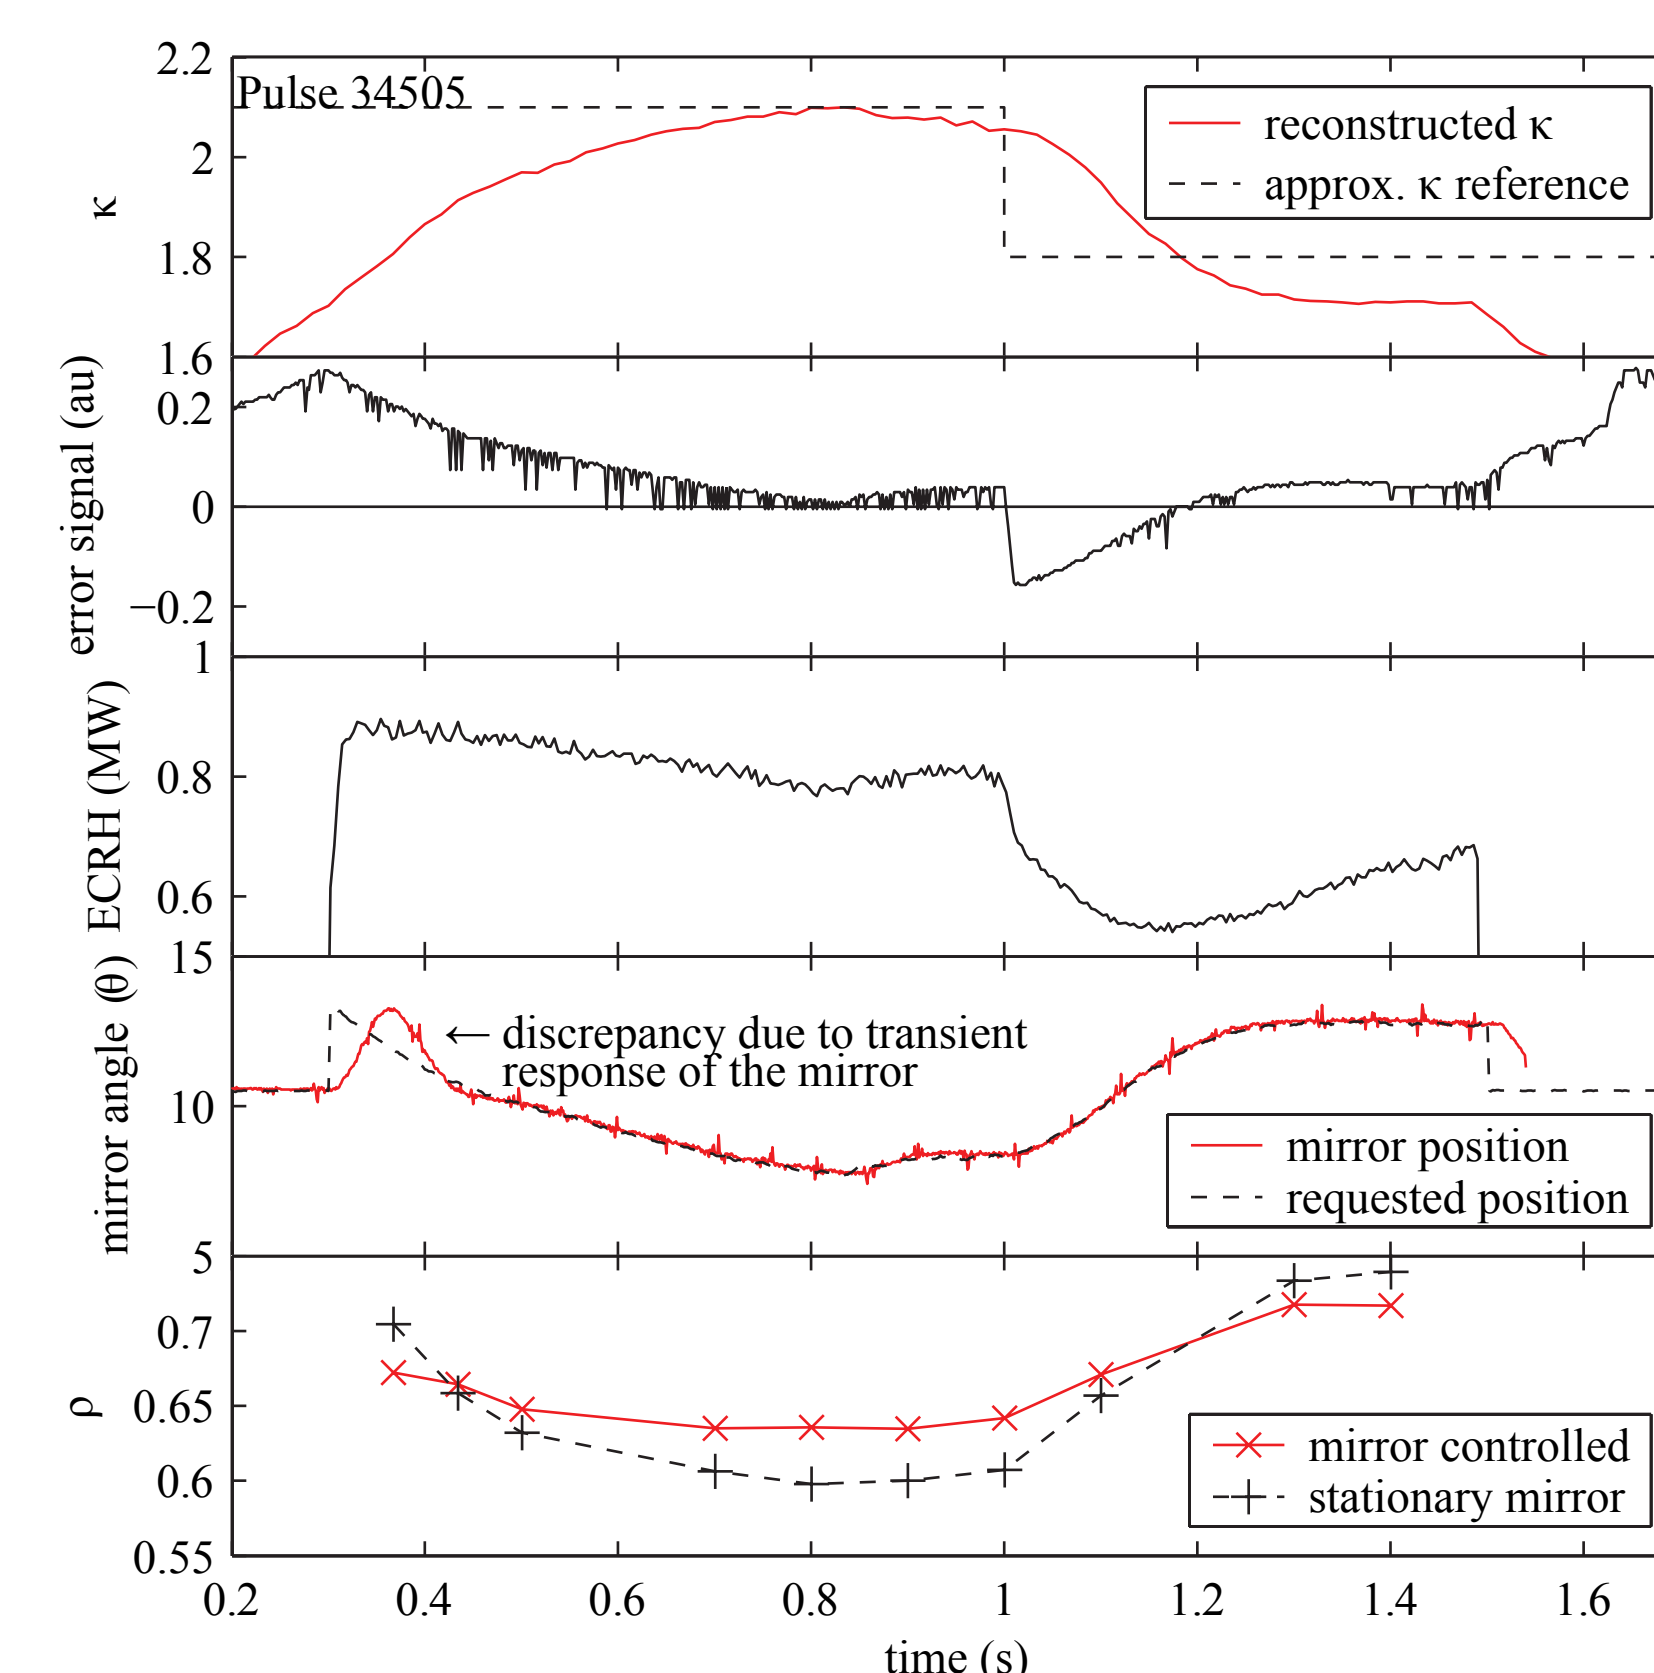 2.2
Pulse 34505
reconstructed κ
2
approx. κ reference
κ
1.8
1.6
0.2
0
−0.2
error signal (au)
1
0.8
0.6
ECRH (MW)
15
← discrepancy due to transient
response of the mirror
10
mirror position
requested position
5
mirror angle (θ)
0.7
0.65
mirror controlled
0.6
stationary mirror
0.55
ρ
0.2 0.4 0.6 0.8 1 1.2 1.4 1.6
time (s)